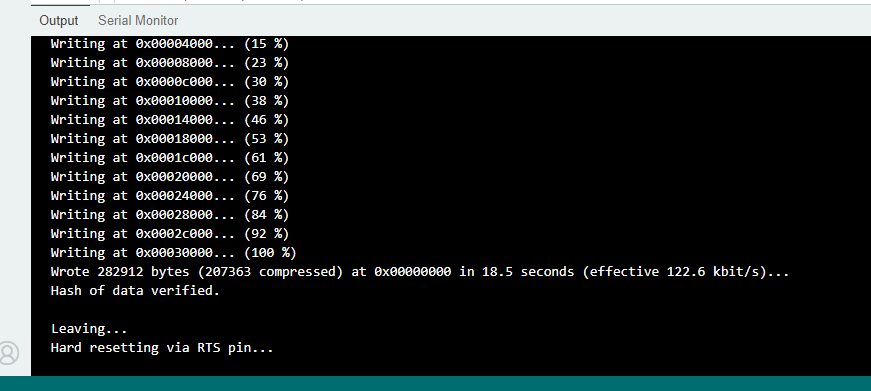 Output Serial Monitor
Writing at 0x00004000... (15 %)
Writing at 0x00008000... (23 %)
Writing at 0x0000c000... (30 %)
Writing at 0x00010000... (38 %)
Writing at 0x00014000... (46 %)
Writing at 0x00018000... (53 %)
Writing at 0x0001c000... (61 %)
Writing at 0x00020000... (69 %)
Writing at 0x00024000... (76 %)
Writing at 0x00028000... (84 %)
Writing at 0x0002c000... (92 %)
Writing at 0x00030000... (100 %)
Wrote 282912 bytes (207363 compressed) at 0x00000000 in 18.5 seconds (effective 122.6 kbit/s)...
Hash of data verified.
Leaving...
Hard resetting via RTS pin...